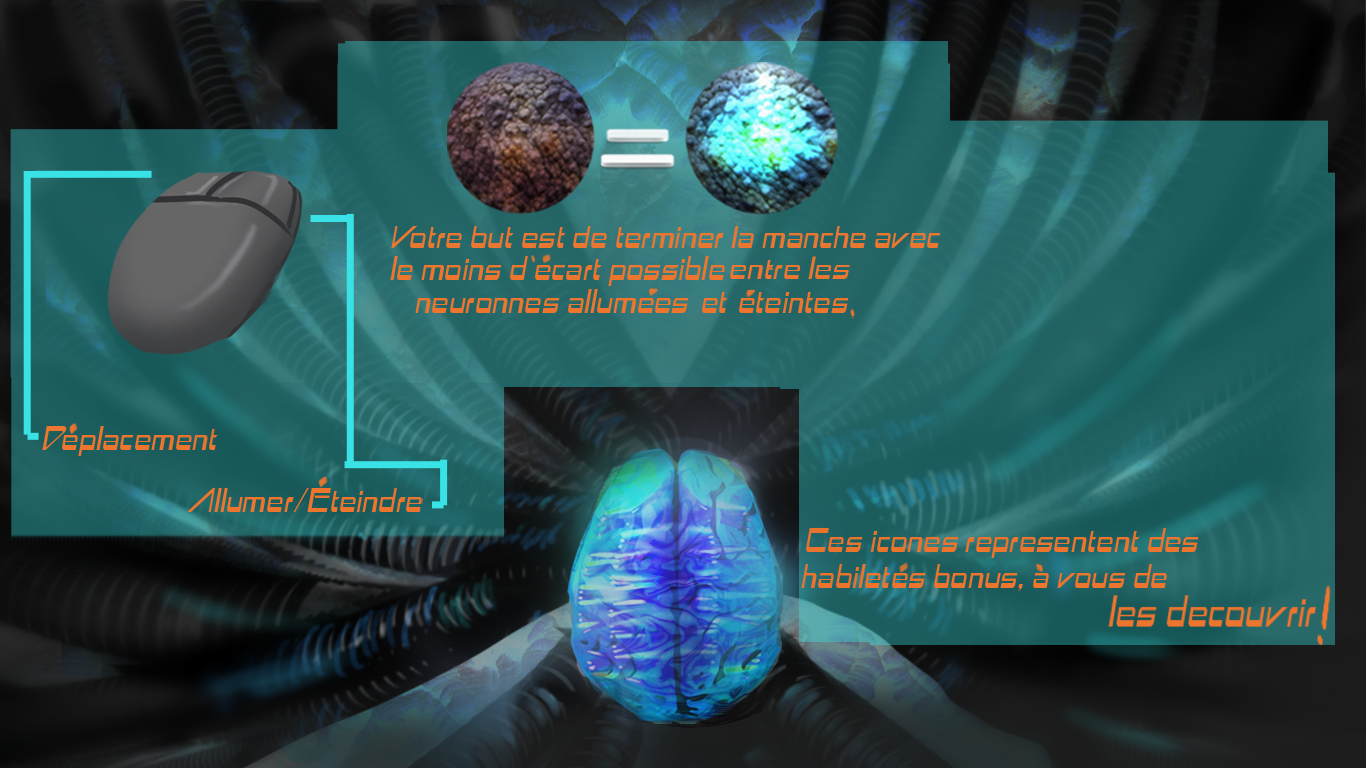 Votre but est de terminer la manche avec
le moins d'écart possible entre les
neuronnes allumées et éteintes.
Déplacement
Allumer/Éteindre
Ces icones representent des
habiletés bonus, à vous de
les decouvrir!